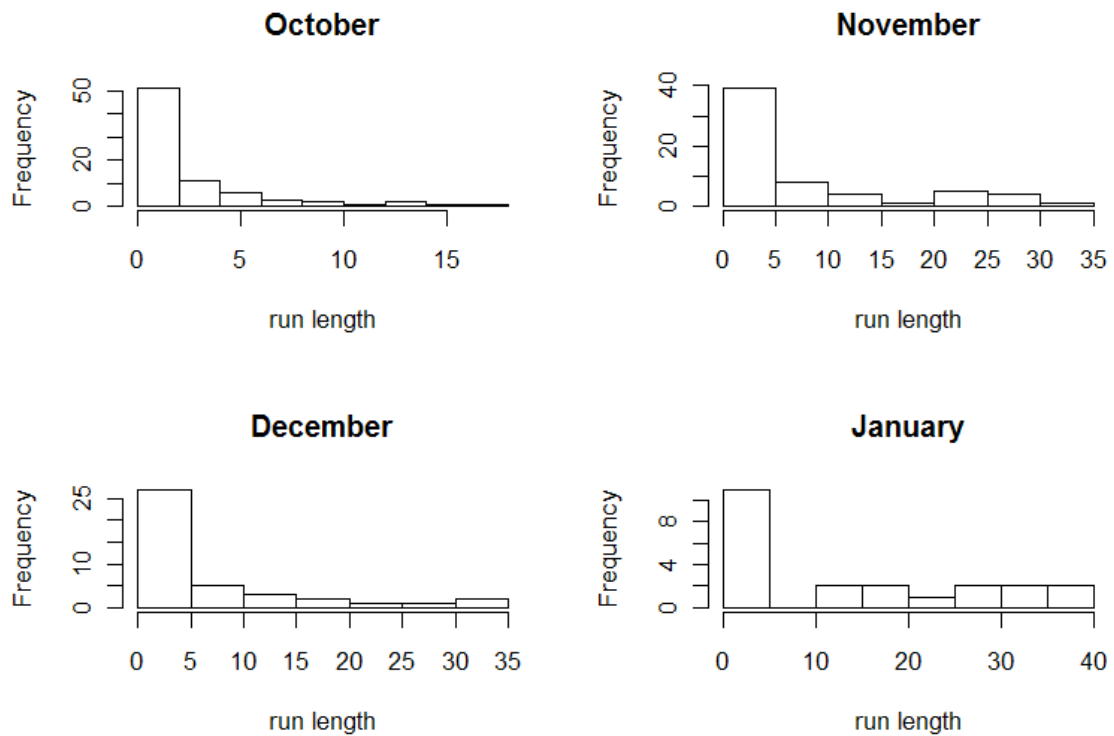 October
Frequency
0 20 50
0 5 10 15
run length
November
Frequency
0 20 40
0 5 10 15 20 25 30 35
run length
December
Frequency
0 10 25
0 5 10 15 20 25 30 35
run length
January
Frequency
0 4 8
0 10 20 30 40
run length